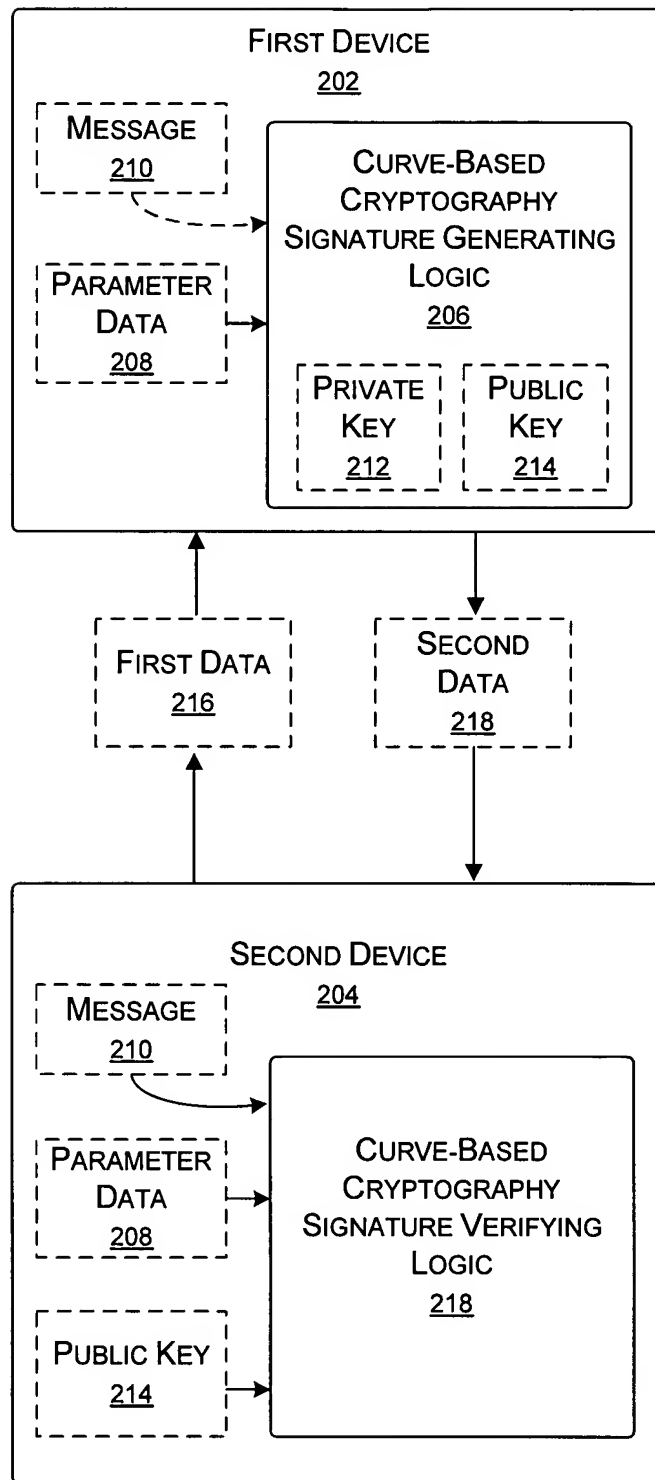 FIRST DEVICE
202
MESSAGE
210
PARAMETER
DATA
208
CURVE-BASED
CRYPTOGRAPHY
SIGNATURE GENERATING
LOGIC
206
PRIVATE
KEY
212
PUBLIC
KEY
214
FIRST DATA
216
SECOND
DATA
218
SECOND DEVICE
204
MESSAGE
210
PARAMETER
DATA
208
PUBLIC KEY
214
CURVE-BASED
CRYPTOGRAPHY
SIGNATURE VERIFYING
LOGIC
218